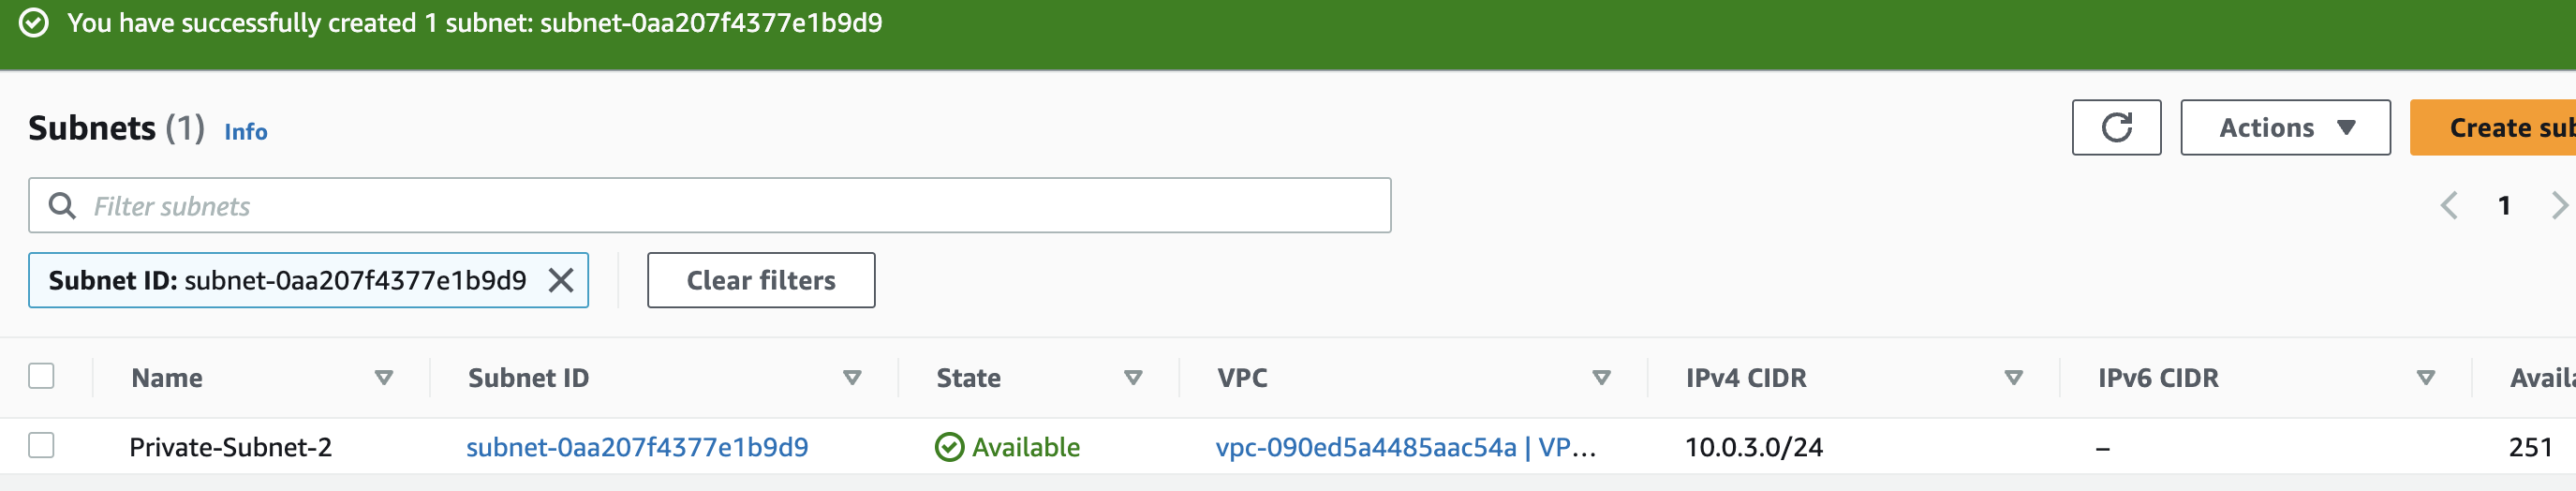 You have successfully created 1 subnet: subnet-0aa207f4377e1b9d9
Subnets (1) Info
Actions
Create sub
Filter subnets
1
Subnet ID: subnet-0aa207f4377e1b9d9
Clear filters
Name Subnet ID State VPC IPv4 CIDR IPv6 CIDR Availa
Private-Subnet-2 subnet-0aa207f4377e1b9d9 Available vpc-090ed5a4485aac54a | VP... 10.0.3.0/24 – 251